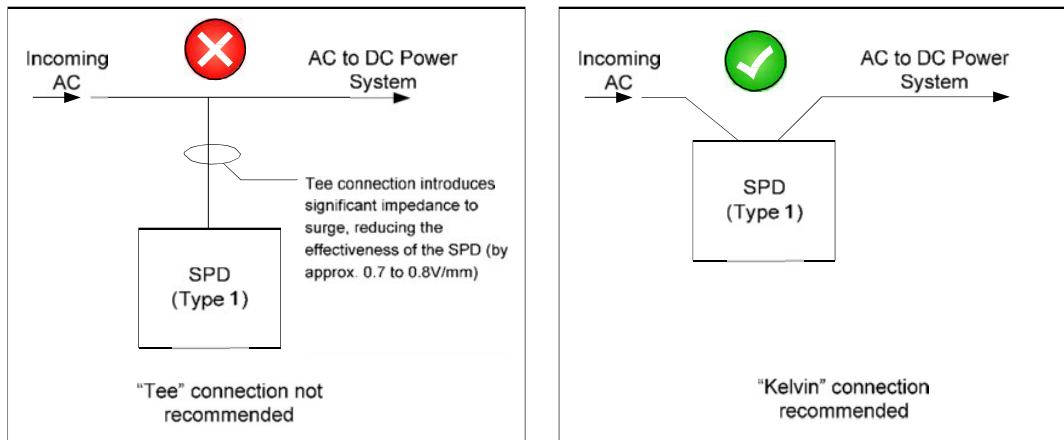 Incoming
AC
AC to DC Power
System
Tee connection introduces
significant impedance to
surge, reducing the
effectiveness of the SPD (by
approx. 0.7 to 0.8V/mm)
SPD
(Type 1)
“Tee” connection not
recommended
Incoming
AC
AC to DC Power
System
SPD
(Type 1)
“Kelvin” connection
recommended